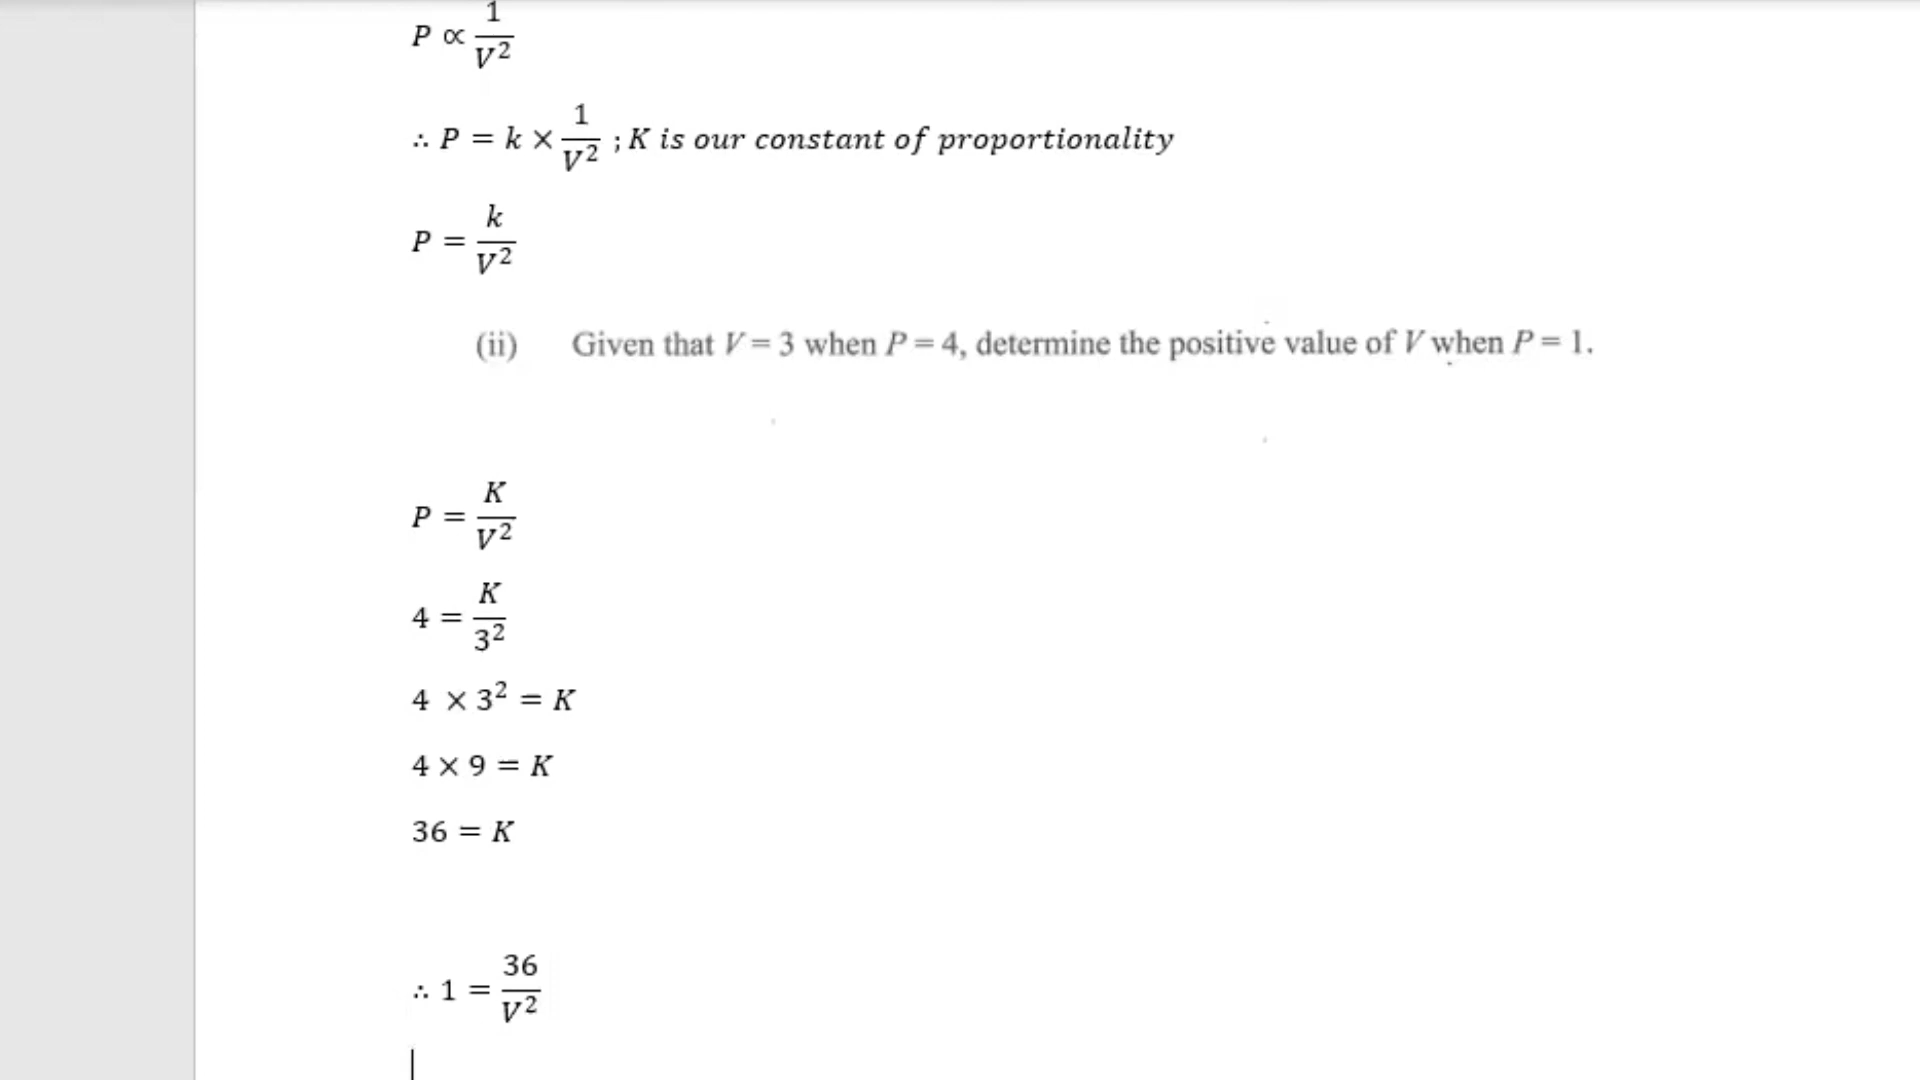 P ∝ 1/V²
∴ P = k × 1/V² ; K is our constant of proportionality
P = k/V²
(ii) Given that V = 3 when P = 4, determine the positive value of V when P = 1.
P = K/V²
4 = K/3²
4 × 3² = K
4 × 9 = K
36 = K
∴ 1 = 36/V²